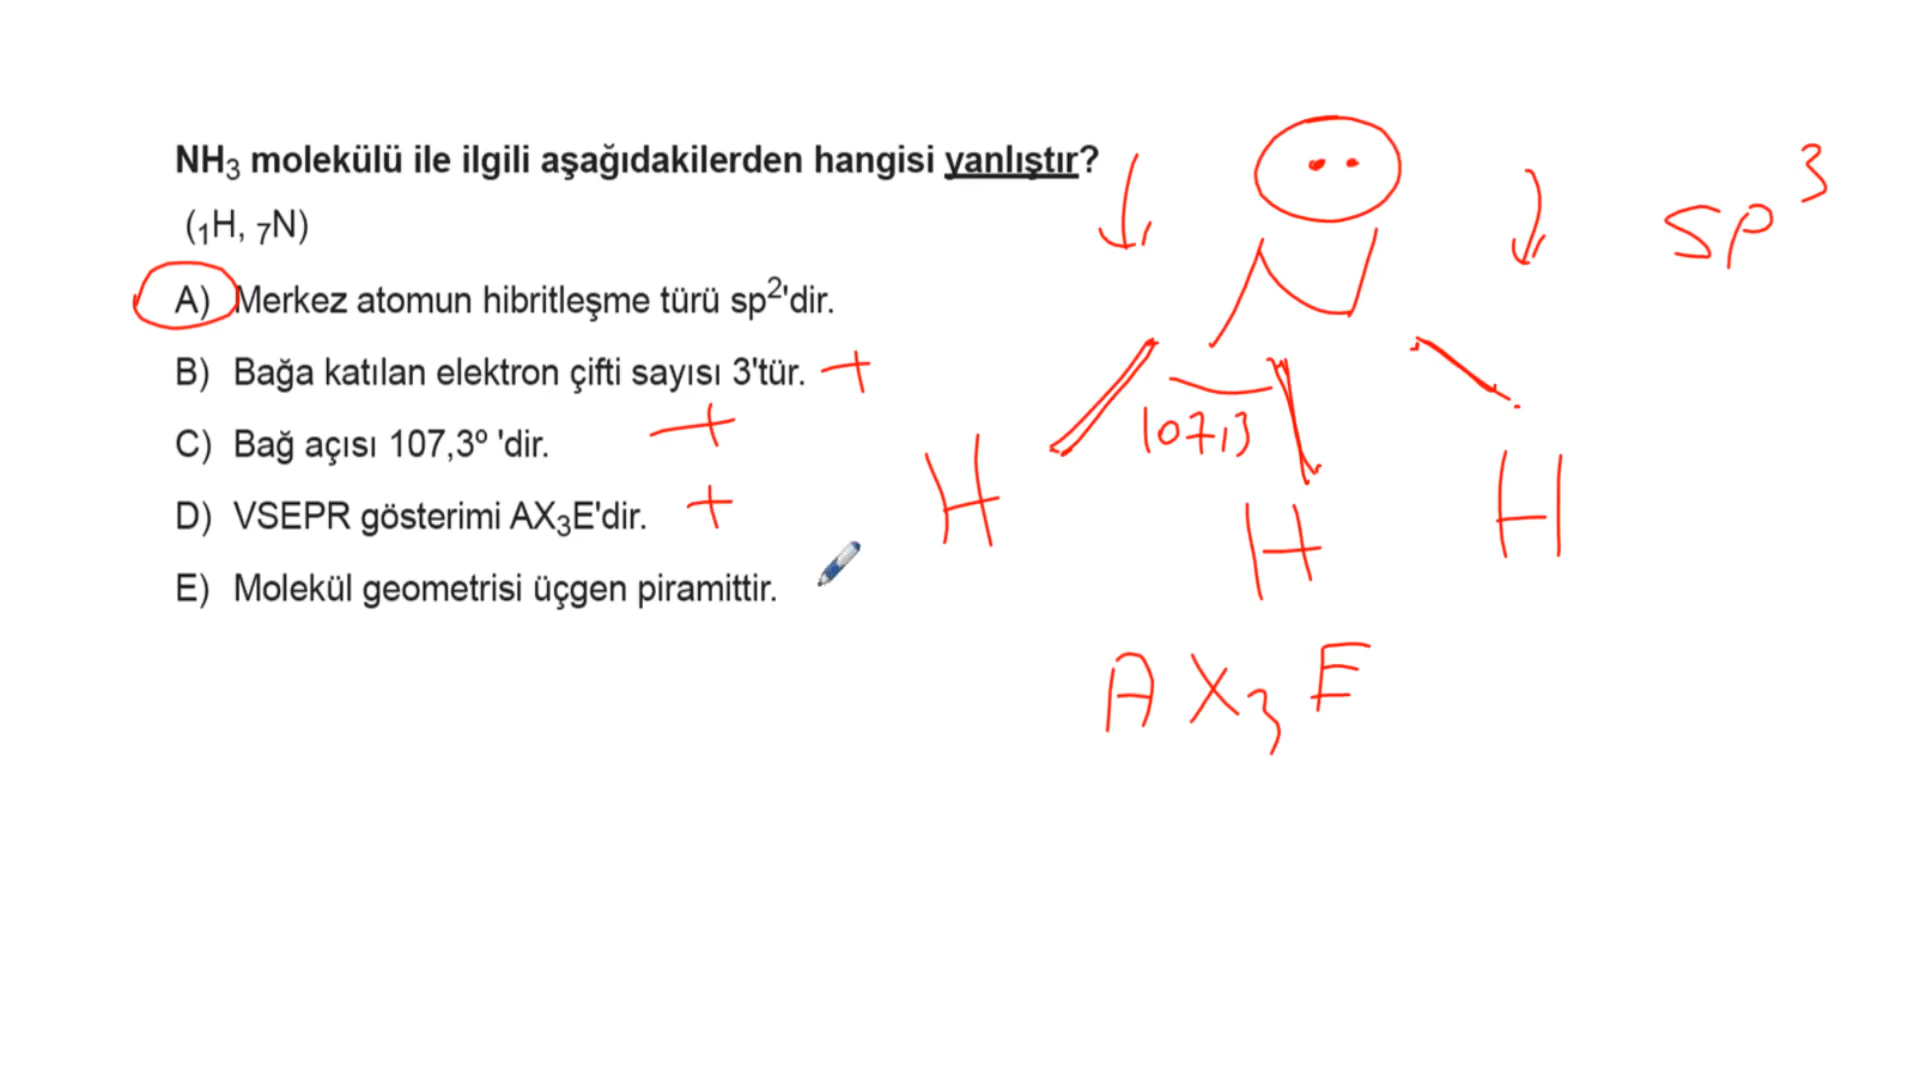 NH₃ molekülü ile ilgili aşağıdakilerden hangisi yanlıştır?
(₁H, ₇N)
A) Merkez atomun hibritleşme türü sp²'dir.
B) Bağa katılan elektron çifti sayısı 3'tür. +
C) Bağ açısı 107,3º 'dir. +
D) VSEPR gösterimi AX₃E'dir. +
E) Molekül geometrisi üçgen piramittir.
sp³
N
107,3
H H H
AX₃E